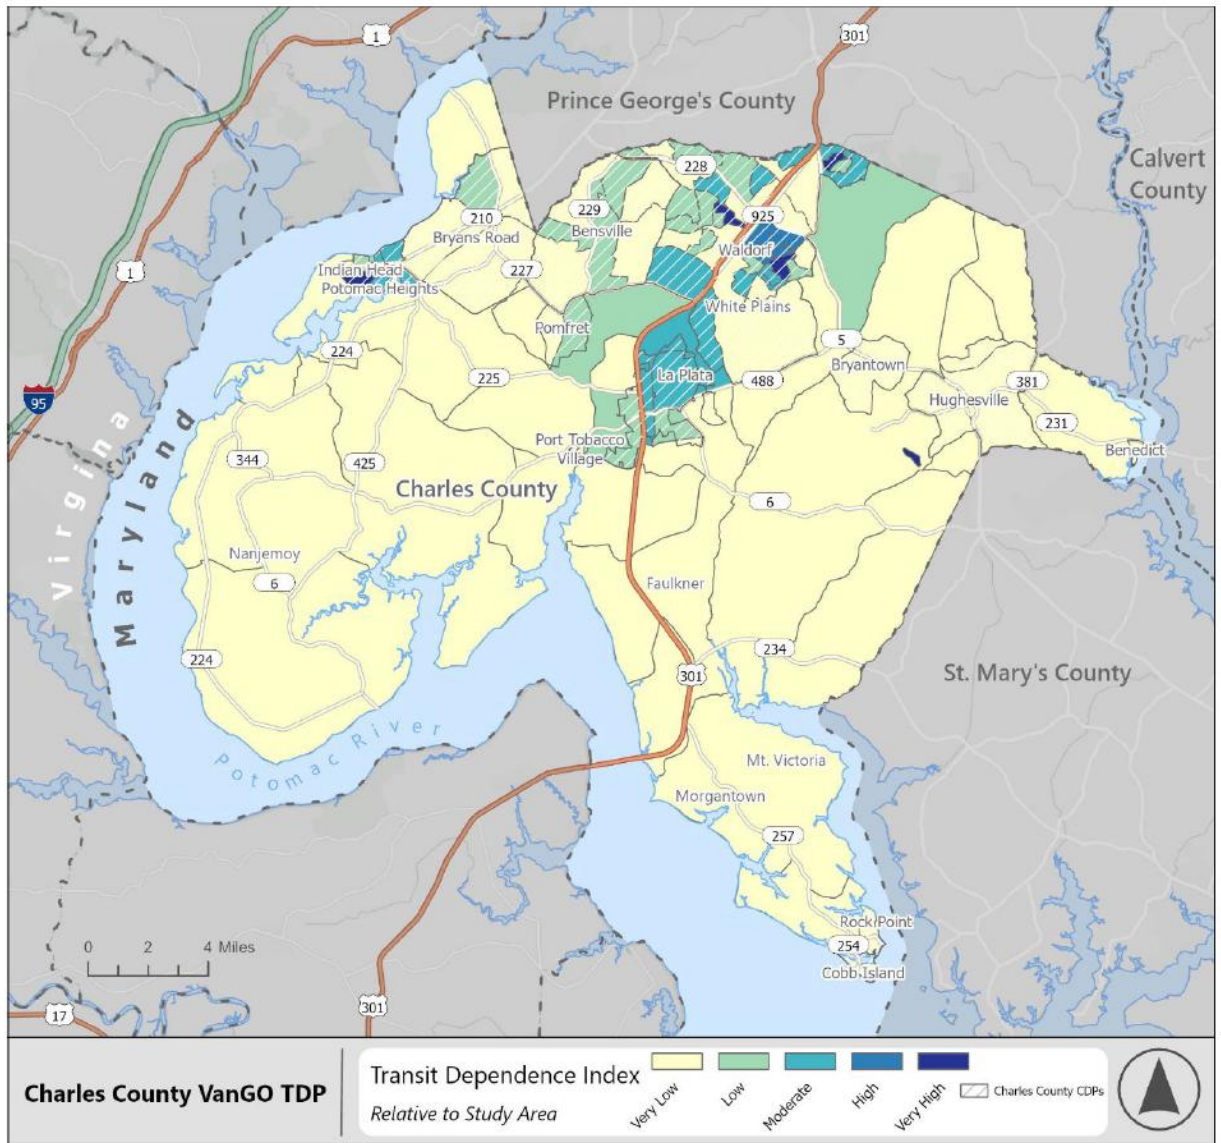 1
301
Prince George's County
Calvert
County
228
229
925
210
Bensville
Bryans Road
Waldorf
1
Indian Head
227
Potomac Heights
White Plains
Pomfret
224
5
Bryantown
La Plata
225
488
381
95
Hughesville
231
Port Tobacco
Village
Benedict
344
425
Charles County
6
Virginia
Maryland
Nanjemoy
6
Faulkner
224
234
301
St. Mary's County
Potomac River
Mt. Victoria
Morgantown
257
Rock Point
254
0 2 4 Miles
Cobb Island
17
301
Charles County VanGO TDP
Transit Dependence Index
Relative to Study Area
Very Low
Low
Moderate
High
Very High
Charles County CDPs